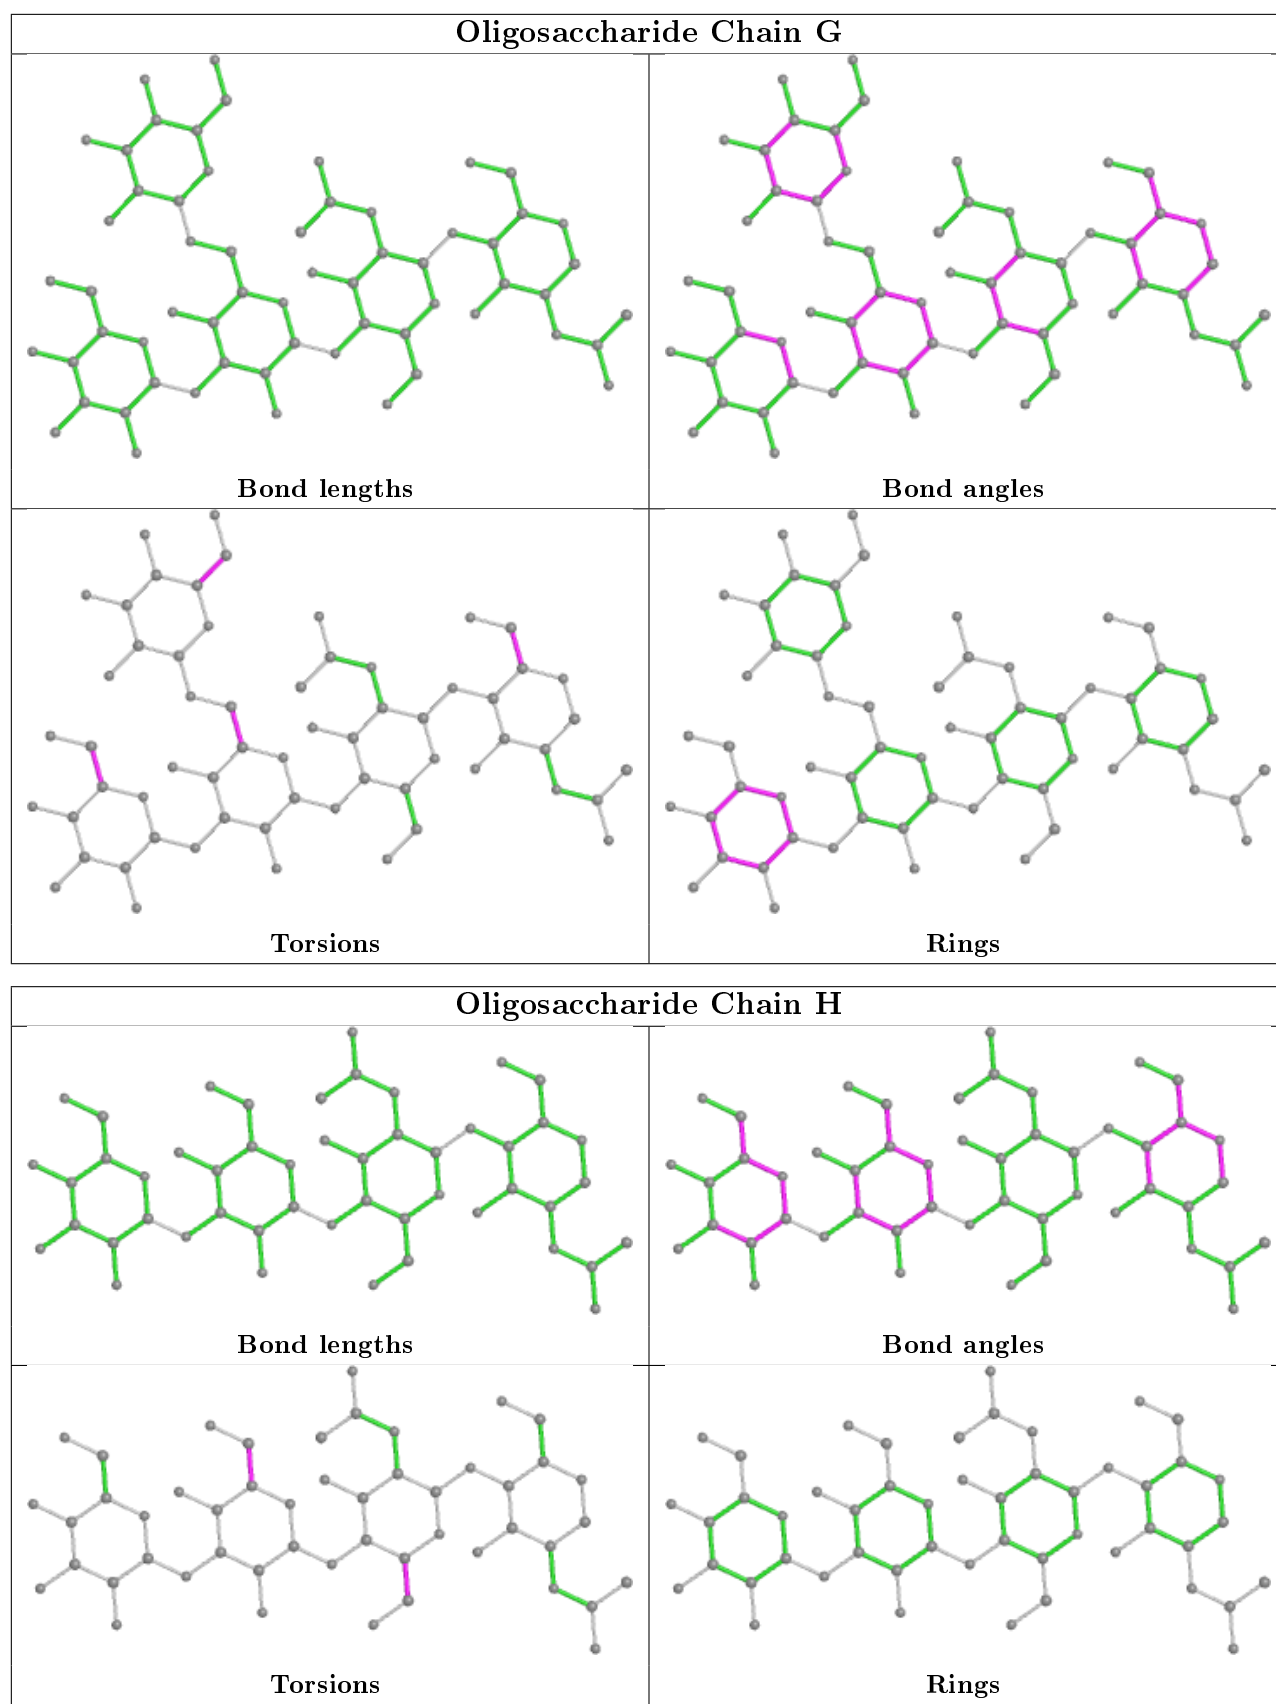 Oligosaccharide Chain G
Bond lengths
Bond angles
Torsions
Rings
Oligosaccharide Chain H
Bond lengths
Bond angles
Torsions
Rings